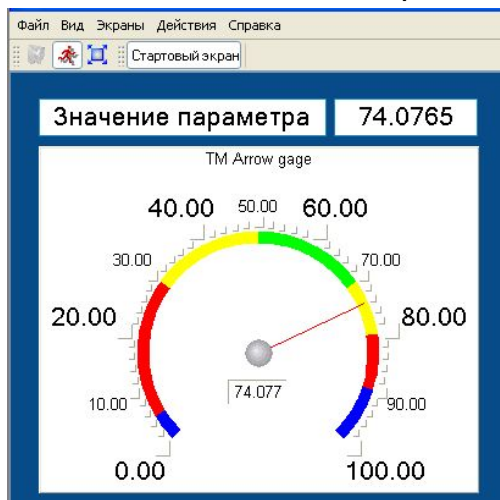 Файл Вид Экраны Действия Справка
Стартовый экран
Значение параметра 74.0765
TM Arrow gage
40.00 50.00 60.00
30.00 70.00
20.00 80.00
74.077
10.00 90.00
0.00 100.00